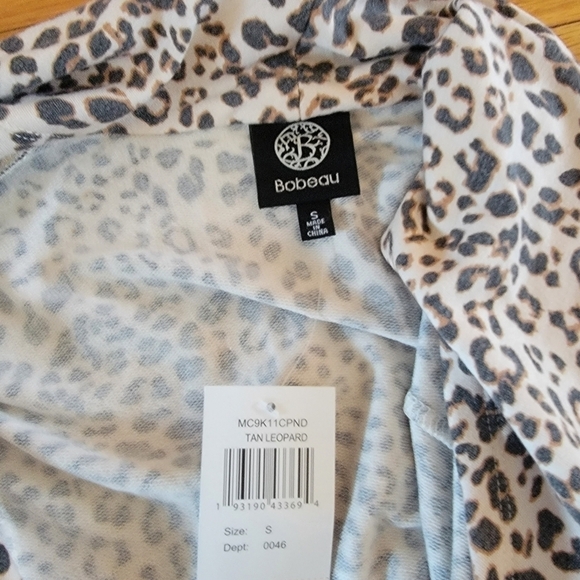 B
Bobeau
S
MADE
IN
CHINA
MC9K11CPND
TAN LEOPARD
1 93190 43369 4
Size: S
Dept: 0046